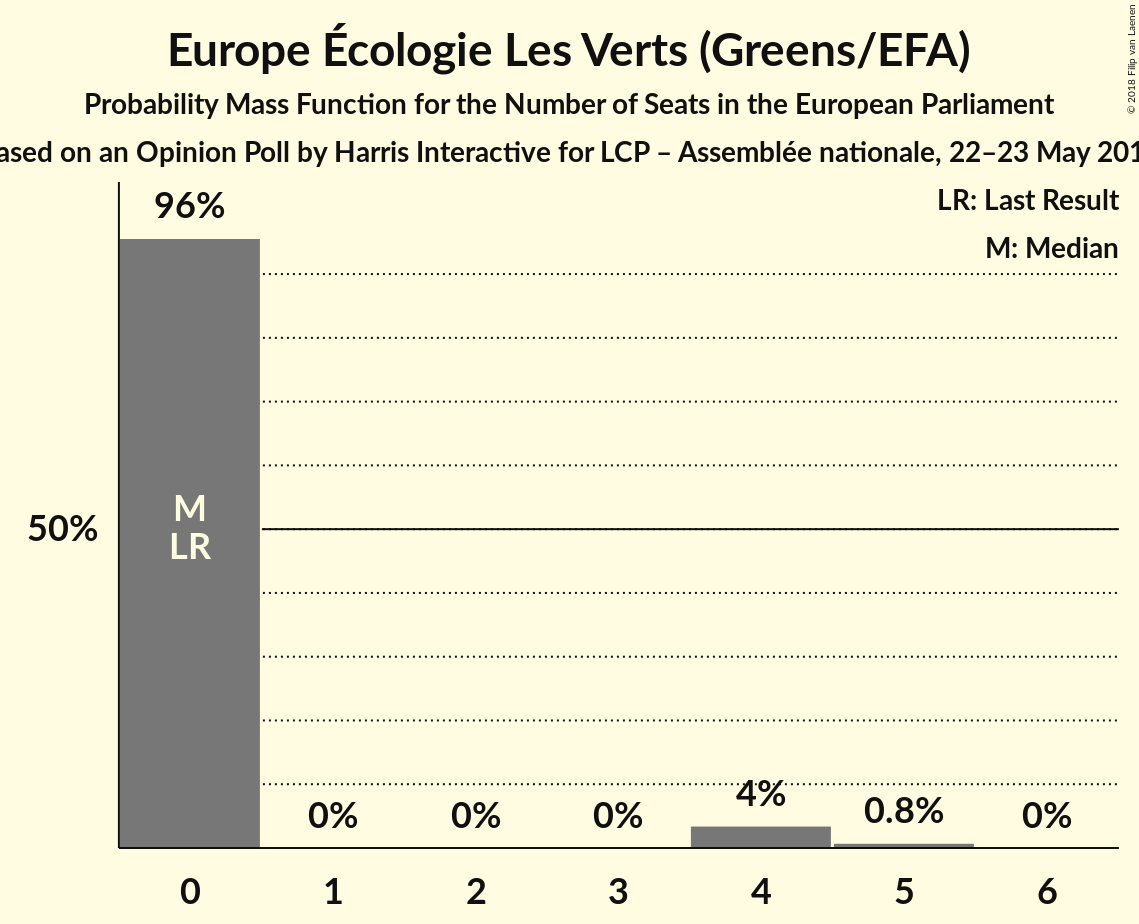 Europe Écologie Les Verts (Greens/EFA)
Probability Mass Function for the Number of Seats in the European Parliament
on an Opinion Poll by Harris Interactive for LCP – Assemblée nationale, 22–23 May
© 2018 Filip van Laenen
LR: Last Result
M: Median
96%
M
LR
50%
0%
0%
0%
4%
0.8%
0%
0 1 2 3 4 5 6